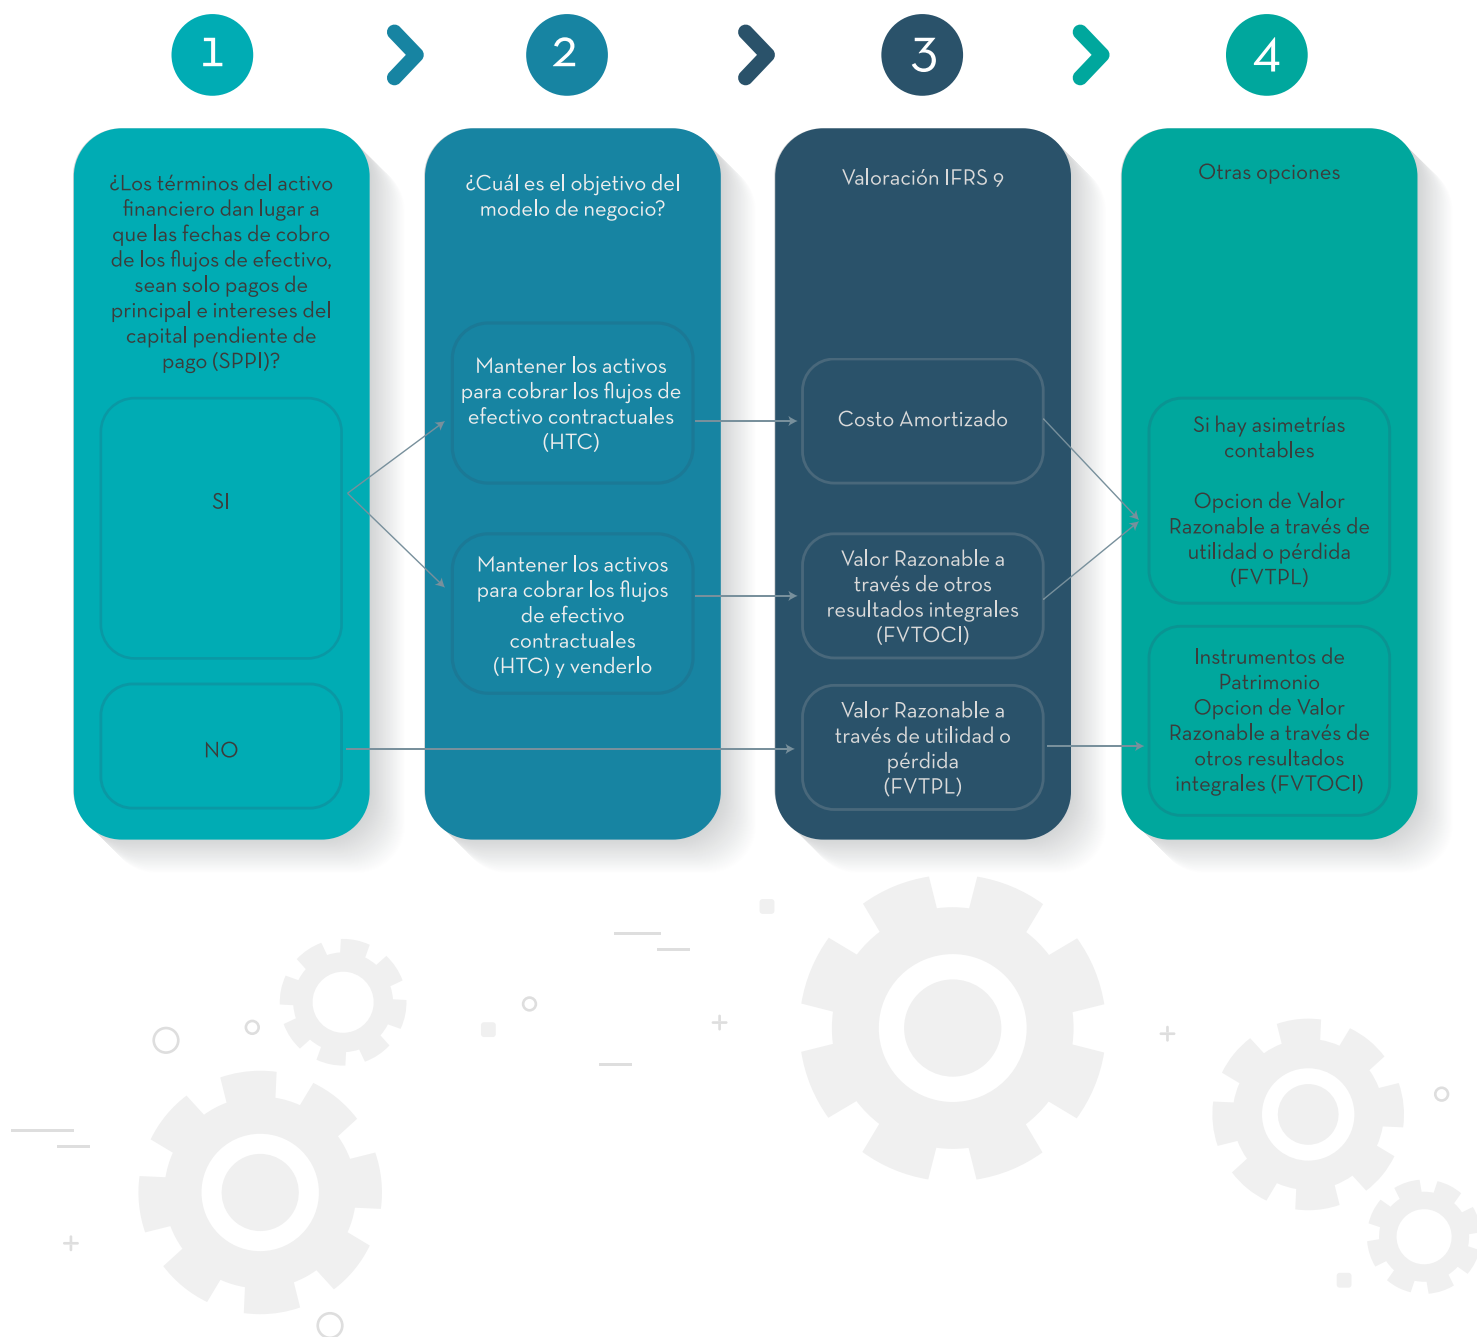 1
2
3
4
¿Los términos del activo
financiero dan lugar a
que las fechas de cobro
de los flujos de efectivo,
sean solo pagos de
principal e intereses del
capital pendiente de
pago (SPPI)?
SI
NO
¿Cuál es el objetivo del
modelo de negocio?
Mantener los activos
para cobrar los flujos de
efectivo contractuales
(HTC)
Mantener los activos
para cobrar los flujos
de efectivo
contractuales
(HTC) y venderlo
Valoración IFRS 9
Costo Amortizado
Valor Razonable a
través de otros
resultados integrales
(FVTOCI)
Valor Razonable a
través de utilidad o
pérdida
(FVTPL)
Otras opciones
Si hay asimetrías
contables
Opcion de Valor
Razonable a través de
utilidad o pérdida
(FVTPL)
Instrumentos de
Patrimonio
Opcion de Valor
Razonable a través de
otros resultados
integrales (FVTOCI)